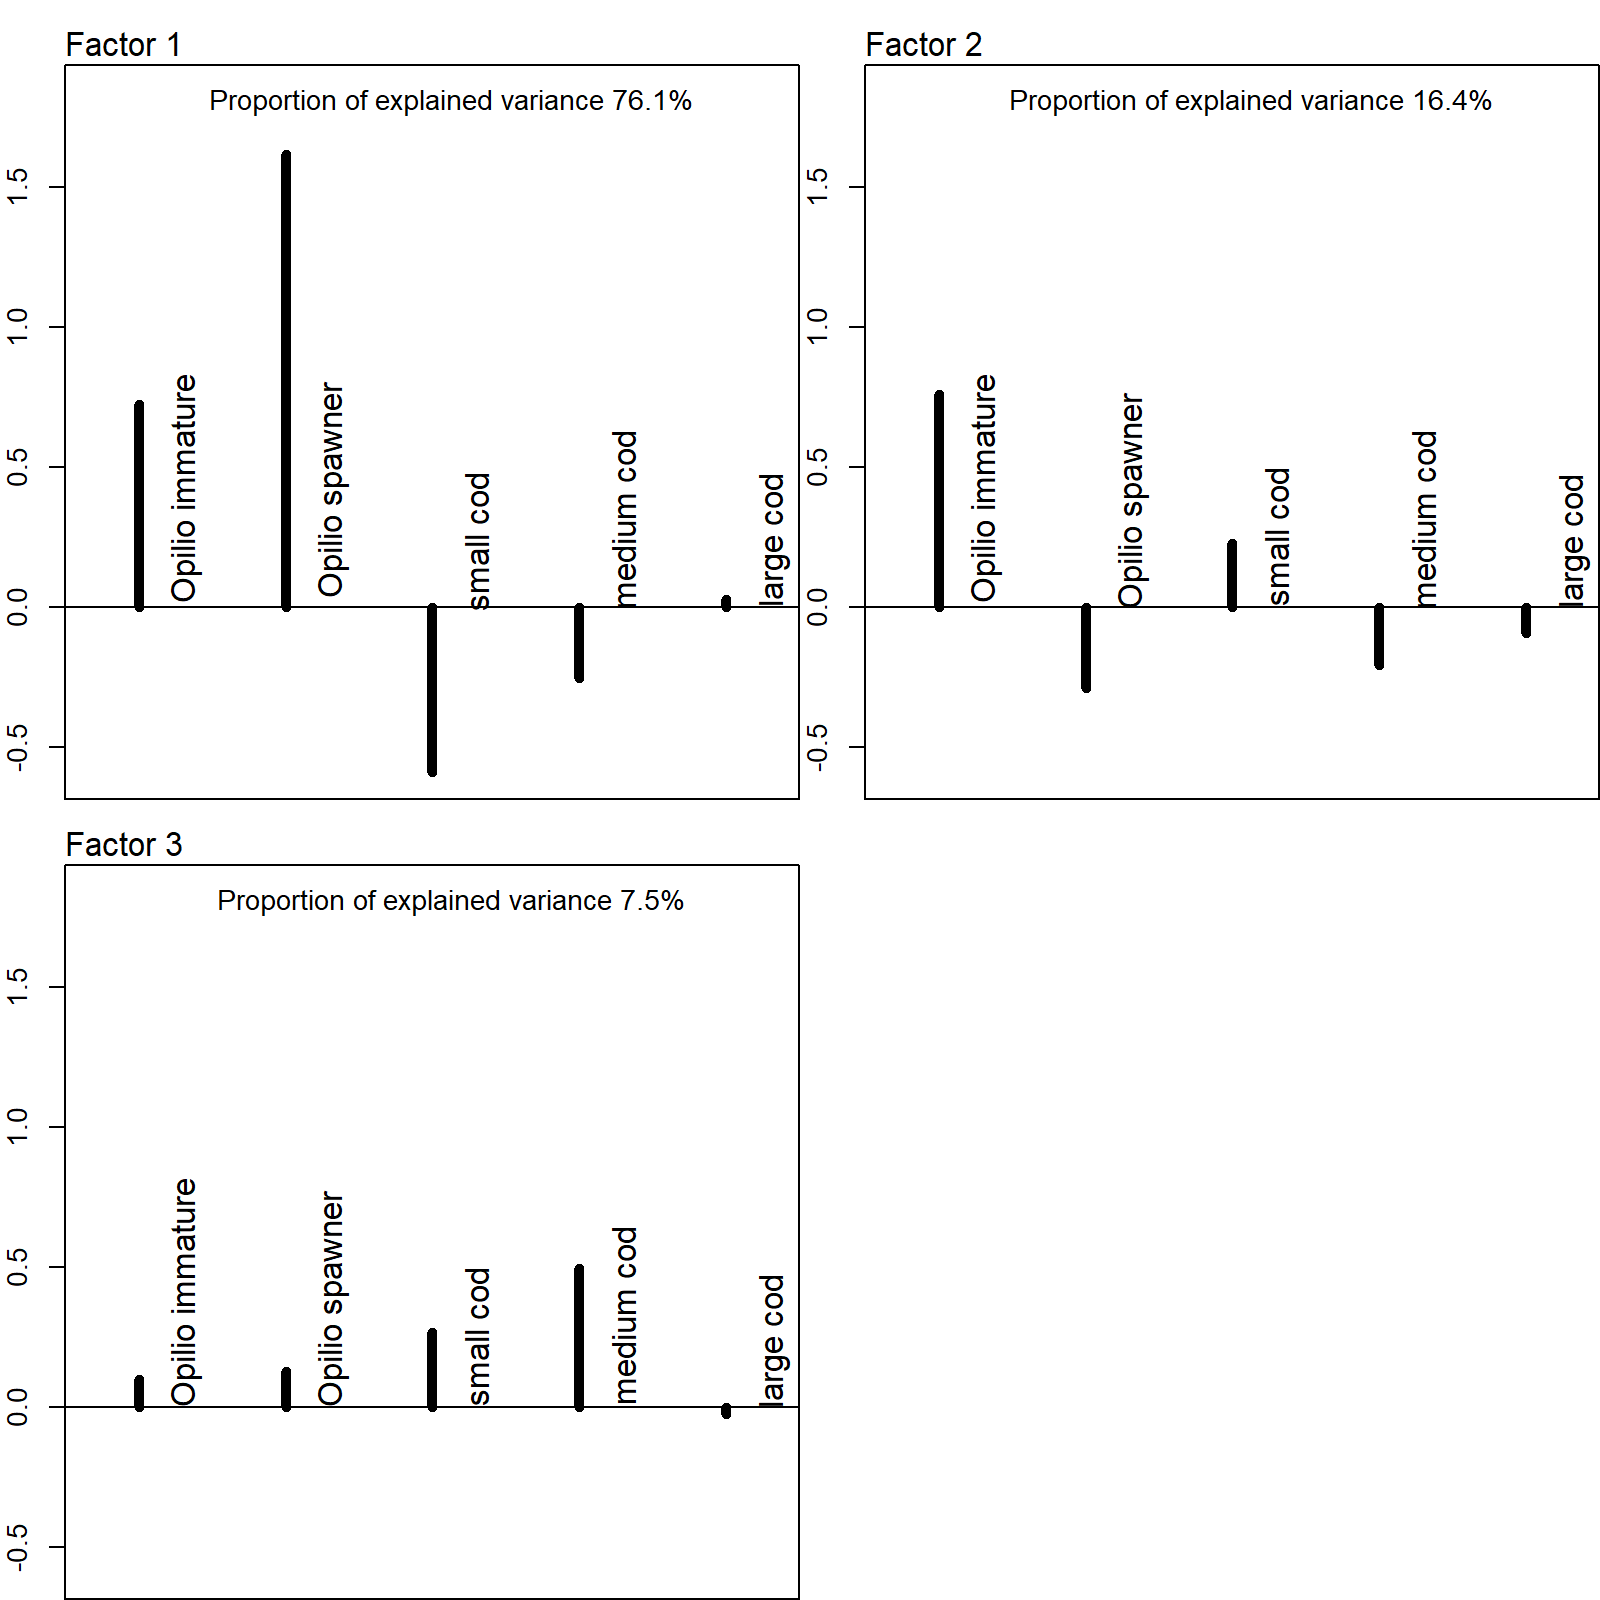 Factor 1
Proportion of explained variance 76.1%
1.5
1.0
0.5
0.0
-0.5
Opilio immature
Opilio spawner
small cod
medium cod
large cod
Factor 2
Proportion of explained variance 16.4%
1.5
1.0
0.5
0.0
-0.5
Opilio immature
Opilio spawner
small cod
medium cod
large cod
Factor 3
Proportion of explained variance 7.5%
1.5
1.0
0.5
0.0
-0.5
Opilio immature
Opilio spawner
small cod
medium cod
large cod